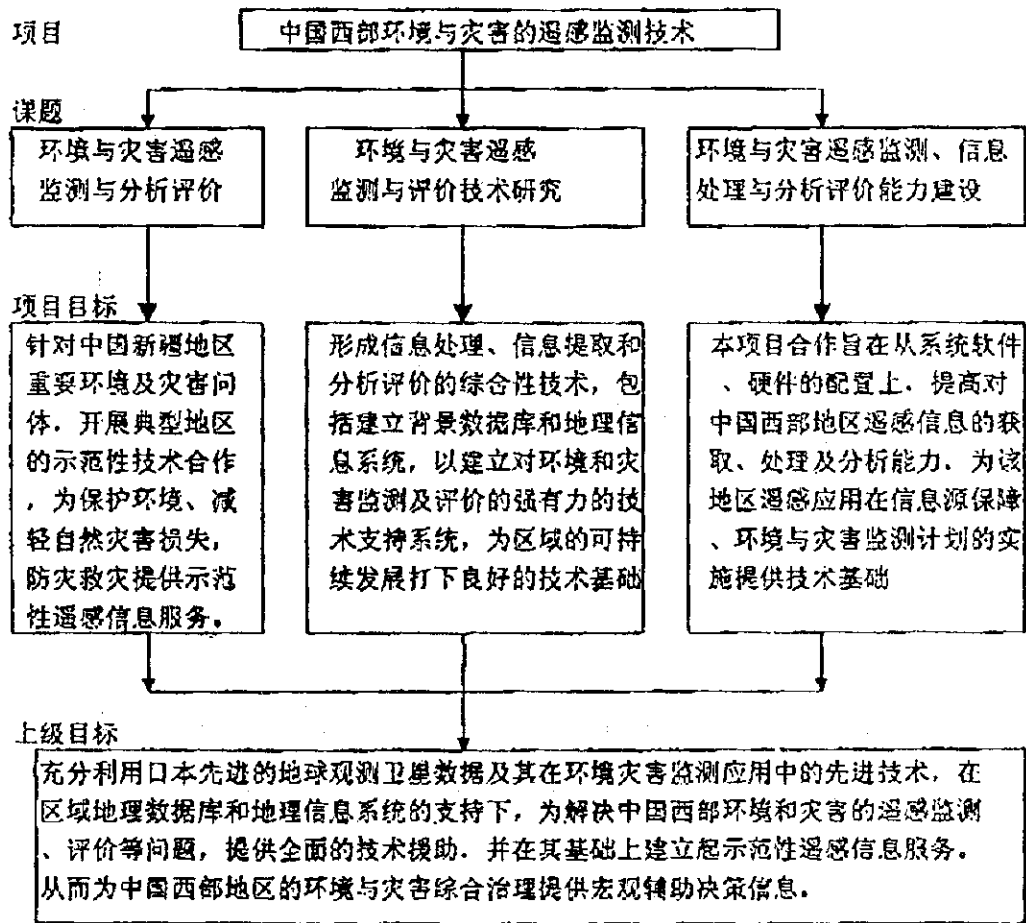 项目
中国西部环境与灾害的遥感监测技术
课题
环境与灾害遥感
监测与分析评价
环境与灾害遥感
监测与评价技术研究
环境与灾害遥感监测、信息
处理与分析评价能力建设
项目目标
针对中国新疆地区
重要环境及灾害问
体．开展典型地区
的示范性技术合作
，为保护环境、减
轻自然灾害损失，
防灾救灾提供示范
性遥感信息服务。
形成信息处理、信息提取和
分析评价的综合性技术，包
括建立背景数据库和地理信
息系统，以建立对环境和灾
害监测及评价的强有力的技
术支持系统，为区域的可持
续发展打下良好的技术基础
本项目合作旨在从系统软件
、硬件的配置上．提高对
中国西部地区遥感信息的获
取、处理及分析能力．为该
地区遥感应用在信息源保障
、环境与灾害监测计划的实
施提供技术基础
上级目标
充分利用口本先进的地球观测卫星数据及其在环境灾害监测应用中的先进技术，在
区域地理数据库和地理信息系统的支持下，为解决中国西部环境和灾害的遥感监测
、评价等问题，提供全面的技术援助．并在其基础上建立起示范性遥感信息服务。
从而为中国西部地区的环境与灾害综合治理提供宏观辅助决策信息．